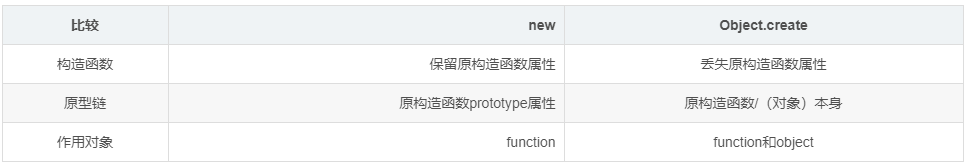 比较 new Object.create
构造函数 保留原构造函数属性 丢失原构造函数属性
原型链 原构造函数prototype属性 原构造函数/（对象）本身
作用对象 function function和object